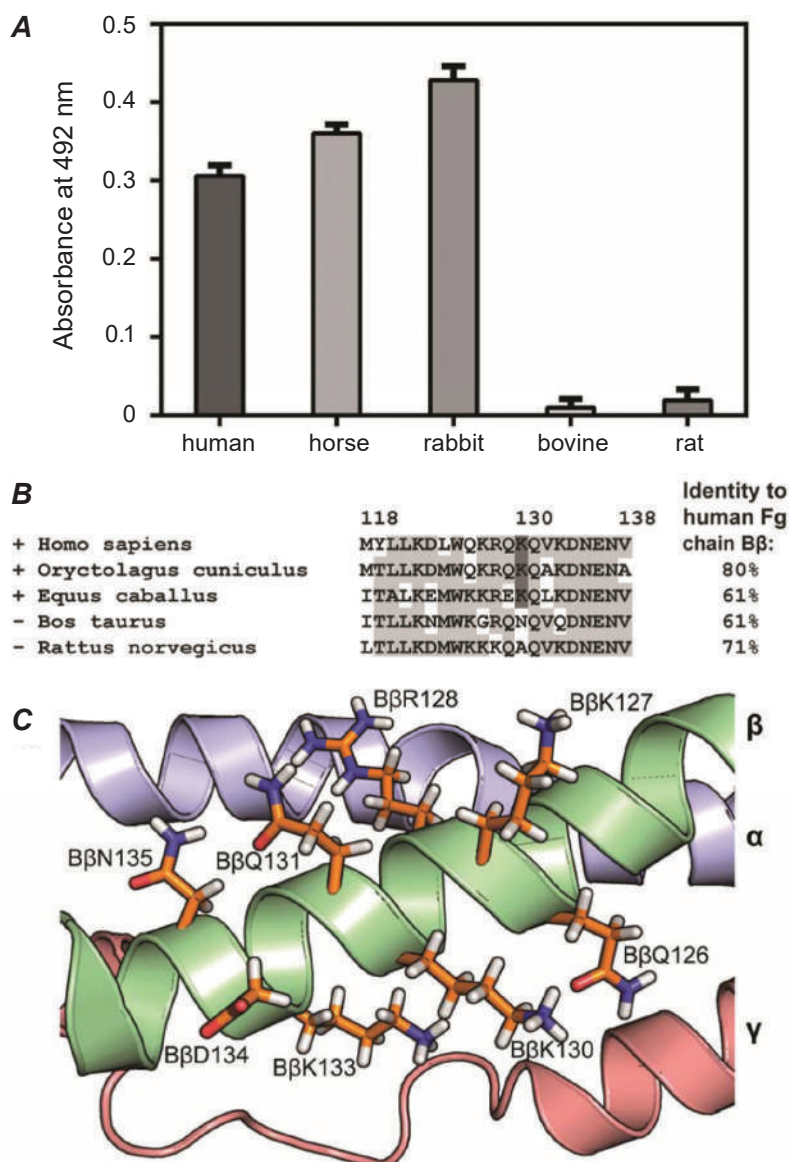 A
Absorbance at 492 nm
0.5
0.4
0.3
0.2
0.1
0
human horse rabbit bovine rat
B
118 130 138
Identity to
human Fg
chain Bβ:
+ Homo sapiens MYLLKDLWQKRQKQVKDNENV
+ Oryctolagus cuniculus MTLLKDMWQKRQKQAKDNENA 80%
+ Equus caballus ITALKEMWKKREKQLKDNENV 61%
- Bos taurus ITLLKNMWKGRQNQVQDNENV 61%
- Rattus norvegicus LTLLKDMWKKKQAQVKDNENV 71%
C
BβR128
BβK127
β
α
BβN135
BβQ131
BβQ126
BβD134
BβK133
BβK130
γ